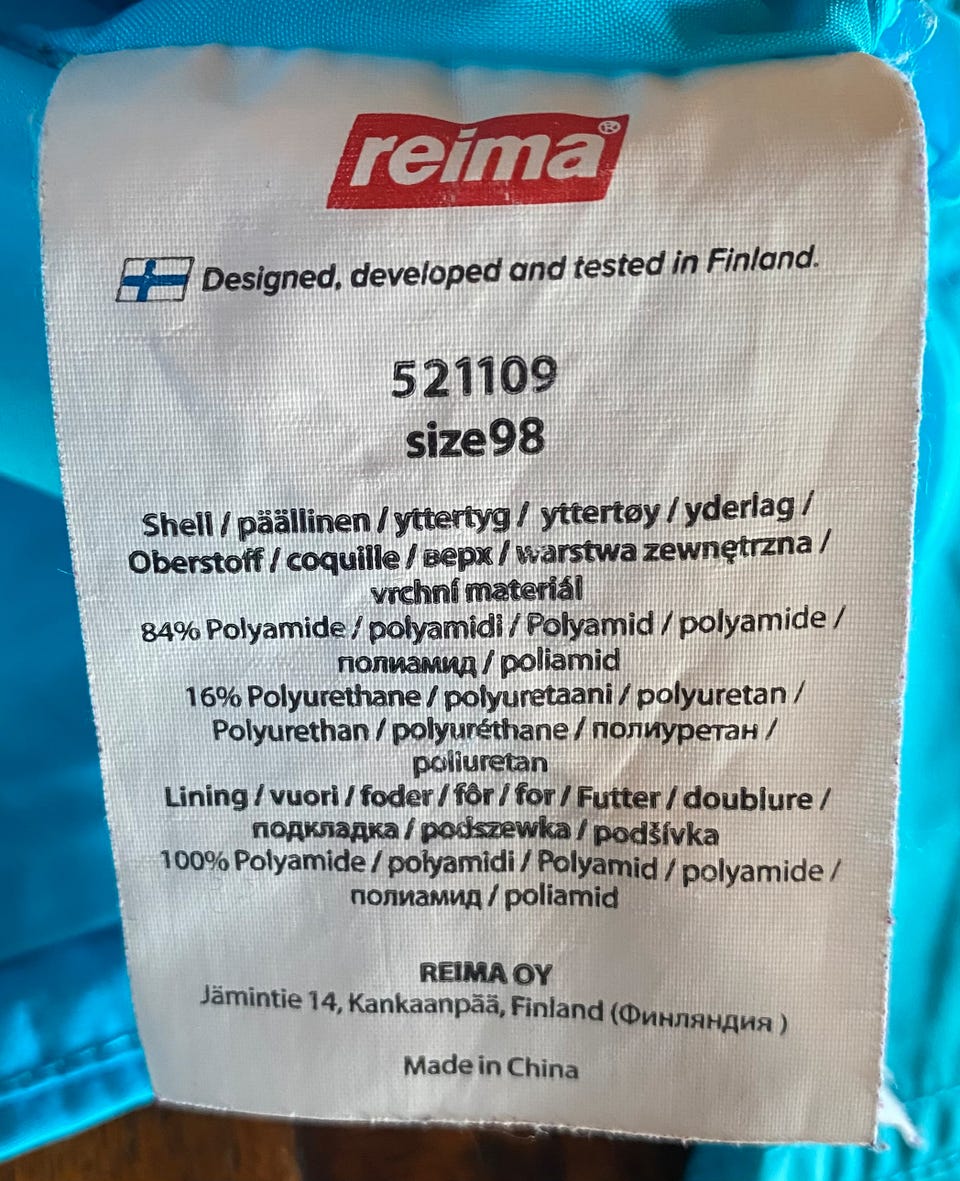 reima®
Designed, developed and tested in Finland.
521109
size98
Shell / päällinen / yttertyg / yttertøy / yderlag /
Oberstoff / coquille / верх / warstwa zewnętrzna /
vrchní materiál
84% Polyamide / polyamidi / Polyamid / polyamide /
полиамид / poliamid
16% Polyurethane / polyuretaani / polyuretan /
Polyurethan / polyuréthane / полиуретан /
poliuretan
Lining / vuori / foder / fôr / for / Futter / doublure /
подкладка / podszewka / podšívka
100% Polyamide / polyamidi / Polyamid / polyamide /
полиамид / poliamid
REIMA OY
Jämintie 14, Kankaanpää, Finland (Финляндия )
Made in China